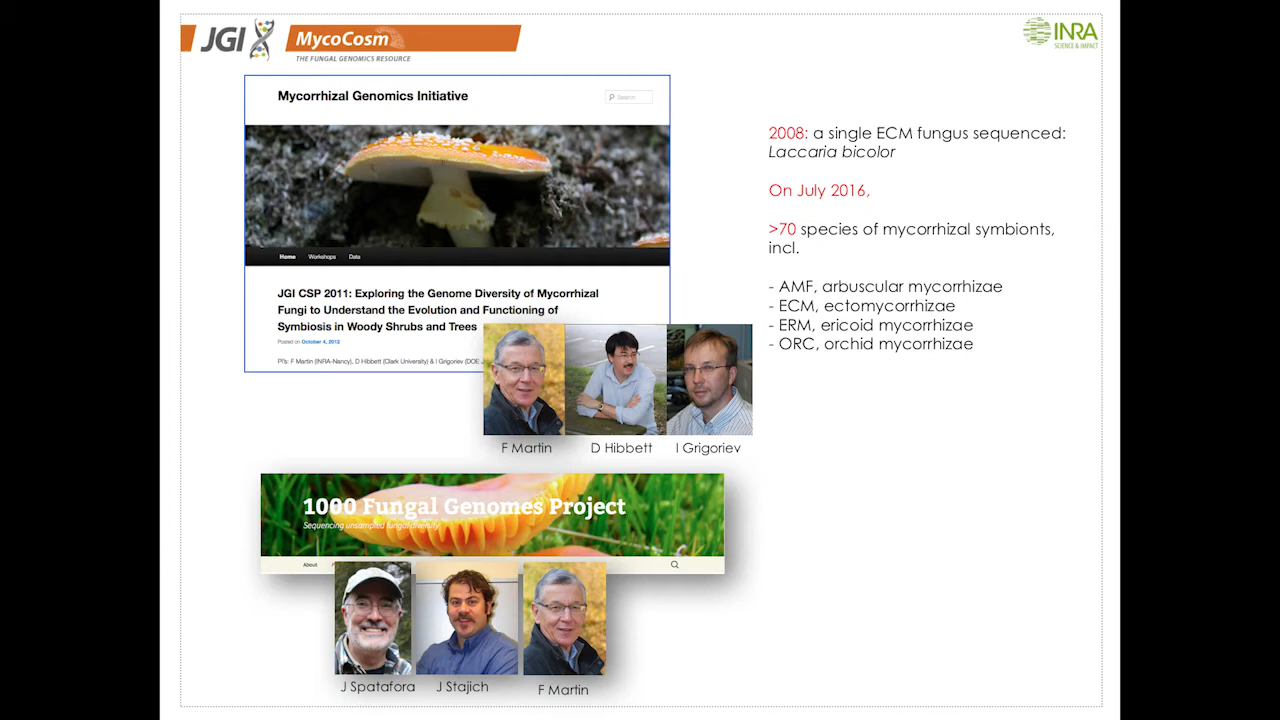 JGI
MycoCosm
THE FUNGAL GENOMICS RESOURCE
INRA
SCIENCE & IMPACT
Mycorrhizal Genomics Initiative
Search
Home Workshops Data
JGI CSP 2011: Exploring the Genome Diversity of Mycorrhizal
Fungi to Understand the Evolution and Functioning of
Symbiosis in Woody Shrubs and Trees
Posted on October 4, 2012
PI's: F Martin (INRA-Nancy), D Hibbett (Clark University) & I Grigoriev (DOE
F Martin D Hibbett I Grigoriev
2008: a single ECM fungus sequenced:
Laccaria bicolor
On July 2016,
>70 species of mycorrhizal symbionts,
incl.
- AMF, arbuscular mycorrhizae
- ECM, ectomycorrhizae
- ERM, ericoid mycorrhizae
- ORC, orchid mycorrhizae
1000 Fungal Genomes Project
Sequencing unsampled fungal diversity
About
J Spatafora J Stajich F Martin